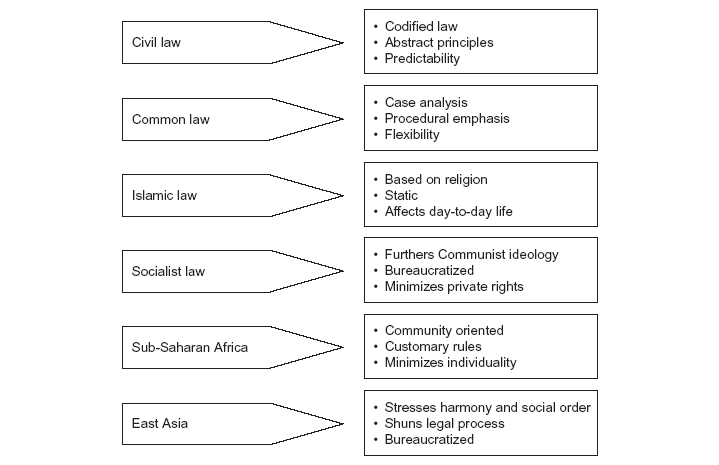 Civil law
• Codified law
• Abstract principles
• Predictability
Common law
• Case analysis
• Procedural emphasis
• Flexibility
Islamic law
• Based on religion
• Static
• Affects day-to-day life
Socialist law
• Furthers Communist ideology
• Bureaucratized
• Minimizes private rights
Sub-Saharan Africa
• Community oriented
• Customary rules
• Minimizes individuality
East Asia
• Stresses harmony and social order
• Shuns legal process
• Bureaucratized